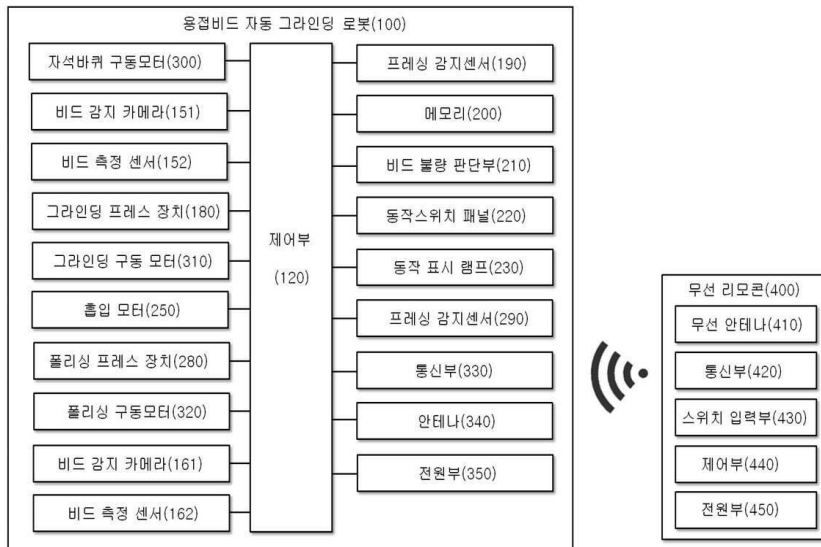 용접비드 자동 그라인딩 로봇(100)
자석바퀴 구동모터(300)
비드 감지 카메라(151)
비드 측정 센서(152)
그라인딩 프레스 장치(180)
그라인딩 구동 모터(310)
흡입 모터(250)
폴리싱 프레스 장치(280)
폴리싱 구동모터(320)
비드 감지 카메라(161)
비드 측정 센서(162)
제어부
(120)
프레싱 감지센서(190)
메모리(200)
비드 불량 판단부(210)
동작스위치 패널(220)
동작 표시 램프(230)
프레싱 감지센서(290)
통신부(330)
안테나(340)
전원부(350)
무선 리모콘(400)
무선 안테나(410)
통신부(420)
스위치 입력부(430)
제어부(440)
전원부(450)